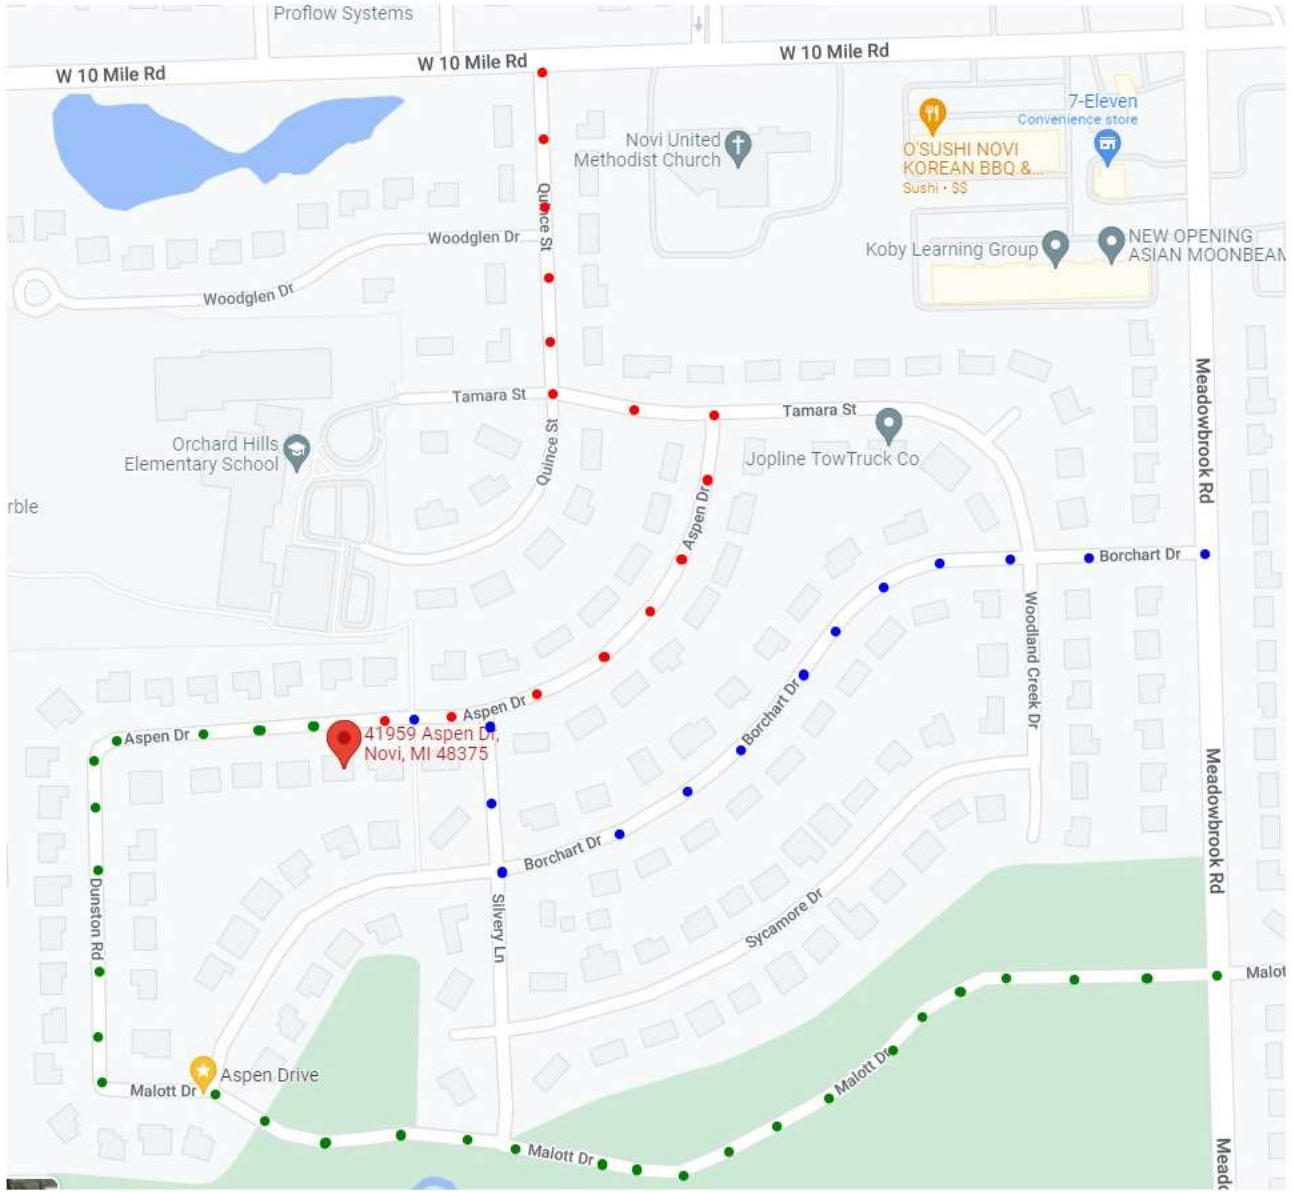 Proflow Systems
W 10 Mile Rd
W 10 Mile Rd
W 10 Mile Rd
7-Eleven
Convenience store
Novi United
Methodist Church
O'SUSHI NOVI
KOREAN BBQ &...
Sushi • $$
Quince St
Woodglen Dr
Koby Learning Group
NEW OPENING
ASIAN MOONBEAM
Woodglen Dr
Tamara St
Tamara St
Meadowbrook Rd
Orchard Hills
Elementary School
Quince St
Jopline TowTruck Co
rble
Aspen Dr
Borchart Dr
Woodland Creek Dr
Aspen Dr
Borchart Dr
Aspen Dr
41959 Aspen Dr,
Novi, MI 48375
Meadowbrook Rd
Borchart Dr
Dunston Rd
Silvery Ln
Sycamore Dr
Malot
Aspen Drive
Malott Dr
Malott Dr
Malott Dr
Meado